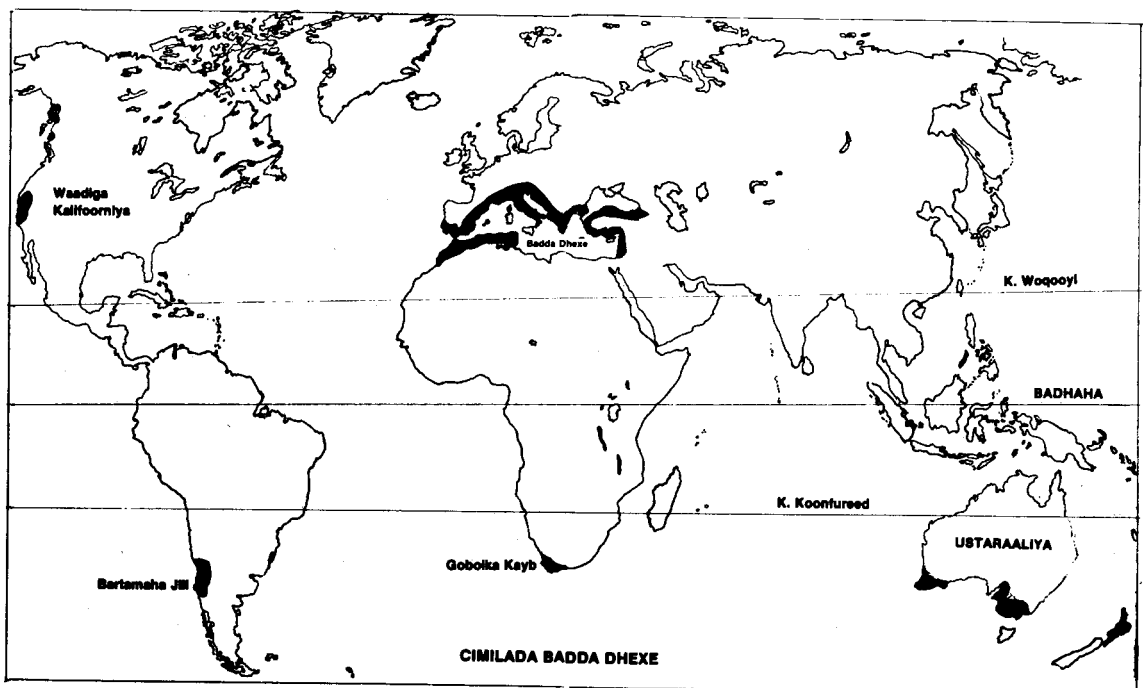 Waadiga
Kalifoorniya
Badda Dhexe
K. Woqooyi
BADHAHA
K. Koonfureed
USTARAALIYA
Bartamaha Jili
Gobolka Kayb
CIMILADA BADDA DHEXE